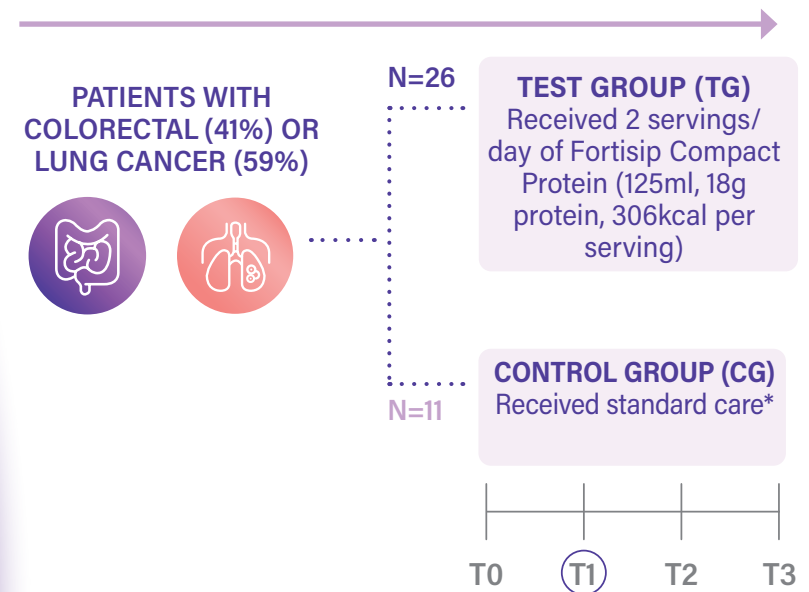 PATIENTS WITH
COLORECTAL (41%) OR
LUNG CANCER (59%)
N=26
TEST GROUP (TG)
Received 2 servings/
day of Fortisip Compact
Protein (125ml, 18g
protein, 306kcal per
serving)
N=11
CONTROL GROUP (CG)
Received standard care*
T0 T1 T2 T3